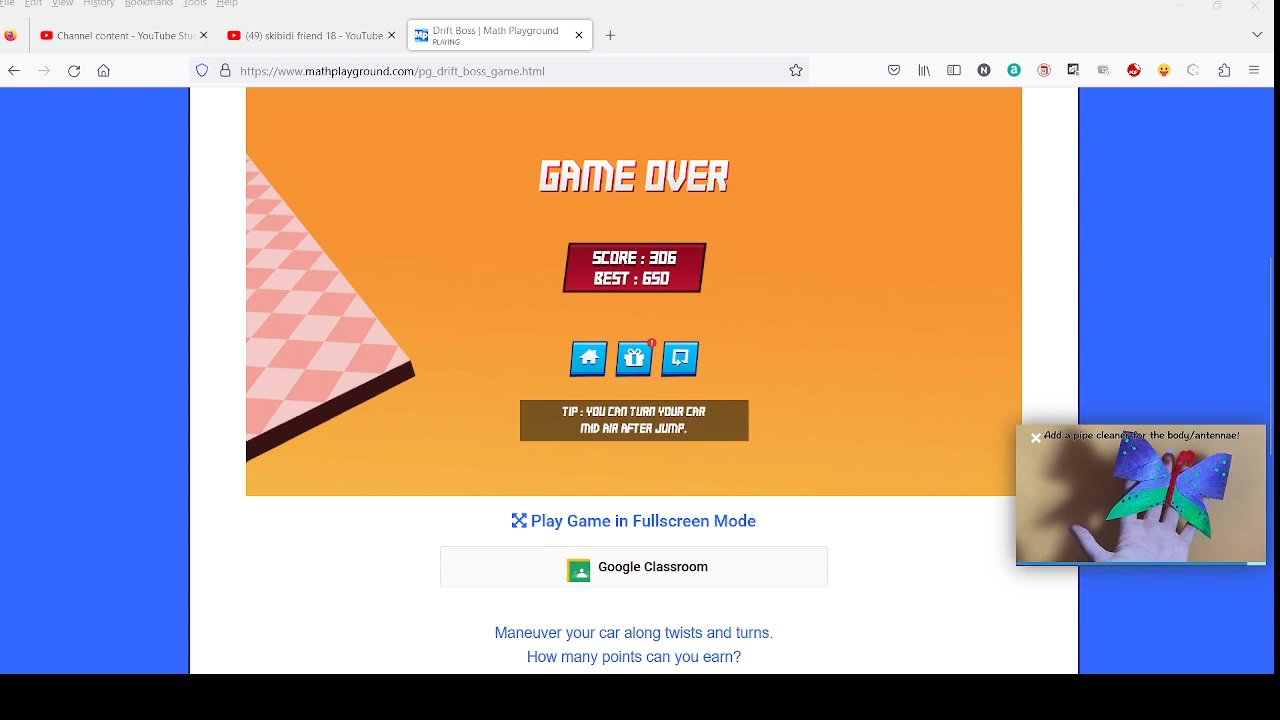 File Edit View History Bookmarks Tools Help
Channel content - YouTube Stu
(49) skibidi friend 18 - YouTube
Mp
Drift Boss | Math Playground
PLAYING
https://www.mathplayground.com/pg_drift_boss_game.html
N
a
GAME OVER
SCORE : 306
BEST : 650
!
TIP : YOU CAN TURN YOUR CAR
MID AIR AFTER JUMP.
Add a pipe cleaner for the body/antennae!
Play Game in Fullscreen Mode
Google Classroom
Maneuver your car along twists and turns.
How many points can you earn?